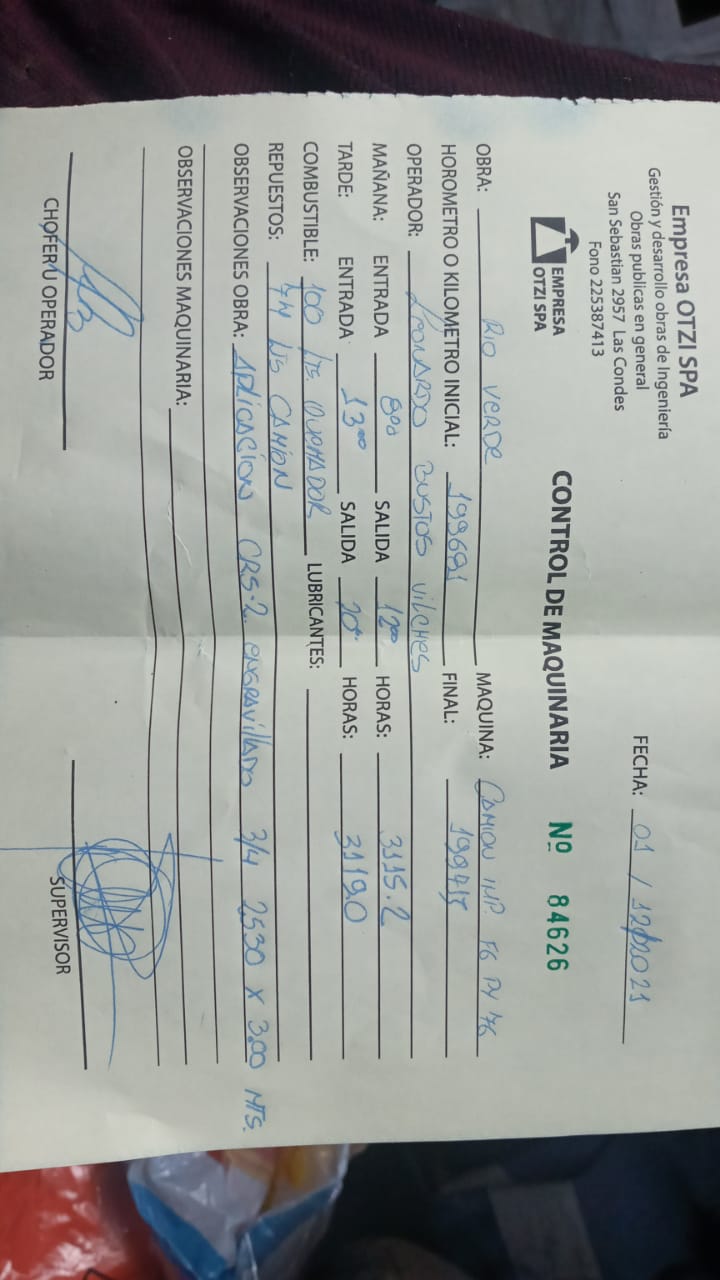 Empresa OTZI SPA
Gestión y desarrollo obras de Ingeniería
Obras publicas en general
San Sebastian 2957 Las Condes
Fono 225387413
FECHA: 01 / 12/2021
EMPRESA
OTZI SPA
CONTROL DE MAQUINARIA Nº 84626
OBRA: RIO VERDE MAQUINA: CAMION IMP. FG PY 76
HOROMETRO O KILOMETRO INICIAL: 199681 FINAL: 199713
OPERADOR: LEONARDO BUSTOS VILCHES
MAÑANA: ENTRADA 8⁰⁰ SALIDA 12⁰⁰ HORAS: 3115.2
TARDE: ENTRADA 13⁰⁰ SALIDA 20⁰⁰ HORAS: 3119.0
COMBUSTIBLE: 100 LTS. QUEMADOR LUBRICANTES:
REPUESTOS: 74 LTS CAMION
OBSERVACIONES OBRA: APLICACION CRS-2 ENGRAVILLADO 3/4 2530 X 3.00 MTS.
OBSERVACIONES MAQUINARIA:
CHOFER U OPERADOR
SUPERVISOR